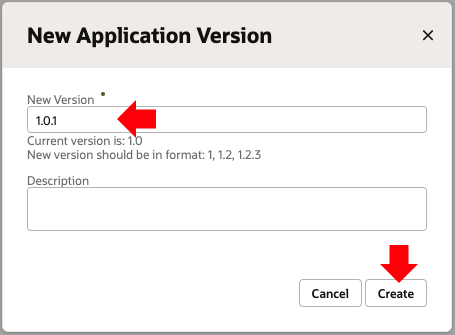 New Application Version
New Version
1.0.1
Current version is: 1.0
New version should be in format: 1, 1.2, 1.2.3
Description
Cancel
Create